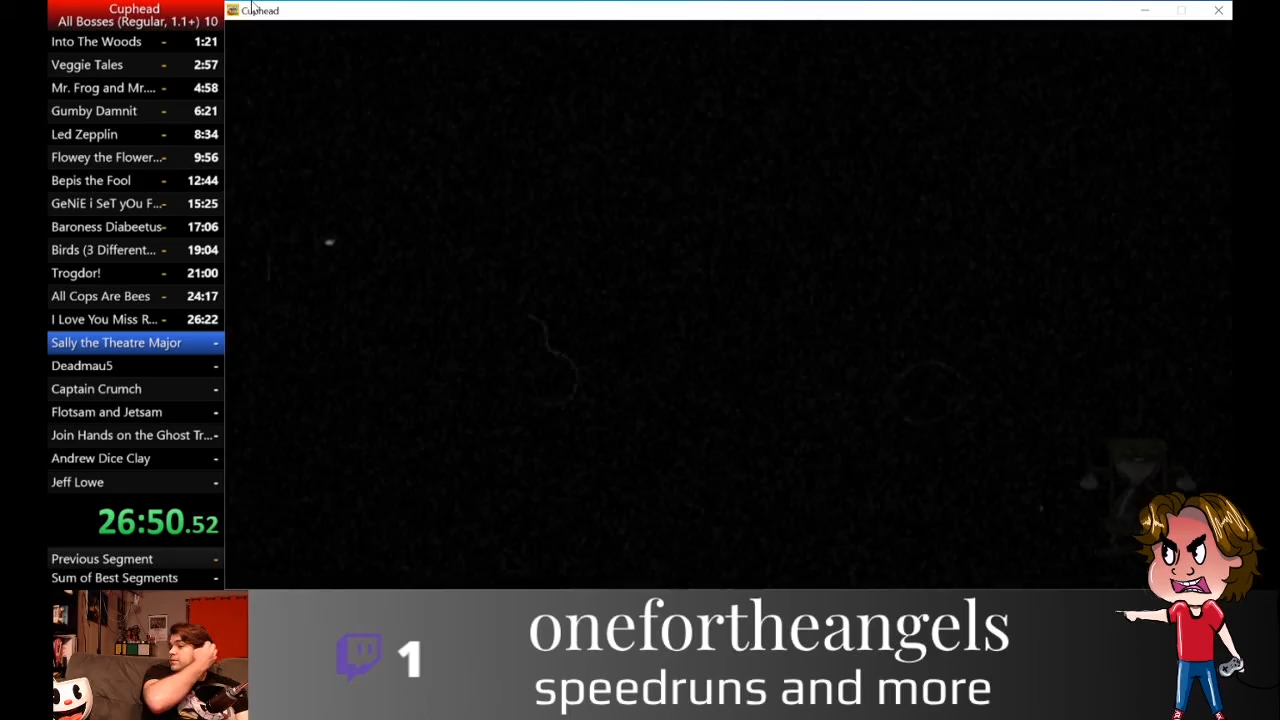 Cuphead
All Bosses (Regular, 1.1+) 10
Into The Woods - 1:21
Veggie Tales - 2:57
Mr. Frog and Mr.... - 4:58
Gumby Damnit - 6:21
Led Zepplin - 8:34
Flowey the Flower... - 9:56
Bepis the Fool - 12:44
GeNiE i SeT yOu F... - 15:25
Baroness Diabeetus - 17:06
Birds (3 Different... - 19:04
Trogdor! - 21:00
All Cops Are Bees - 24:17
I Love You Miss R... - 26:22
Sally the Theatre Major -
Deadmau5 -
Captain Crumch -
Flotsam and Jetsam -
Join Hands on the Ghost Tr... -
Andrew Dice Clay -
Jeff Lowe -
26:50.52
Previous Segment -
Sum of Best Segments -
Cuphead
1
onefortheangels
speedruns and more